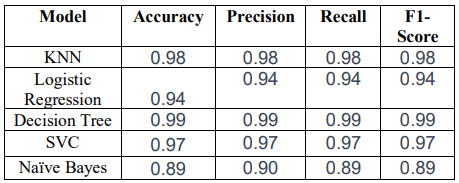 Model Accuracy Precision Recall F1-
Score
KNN 0.98 0.98 0.98 0.98
Logistic 0.94 0.94 0.94
Regression 0.94
Decision Tree 0.99 0.99 0.99 0.99
SVC 0.97 0.97 0.97 0.97
Naïve Bayes 0.89 0.90 0.89 0.89